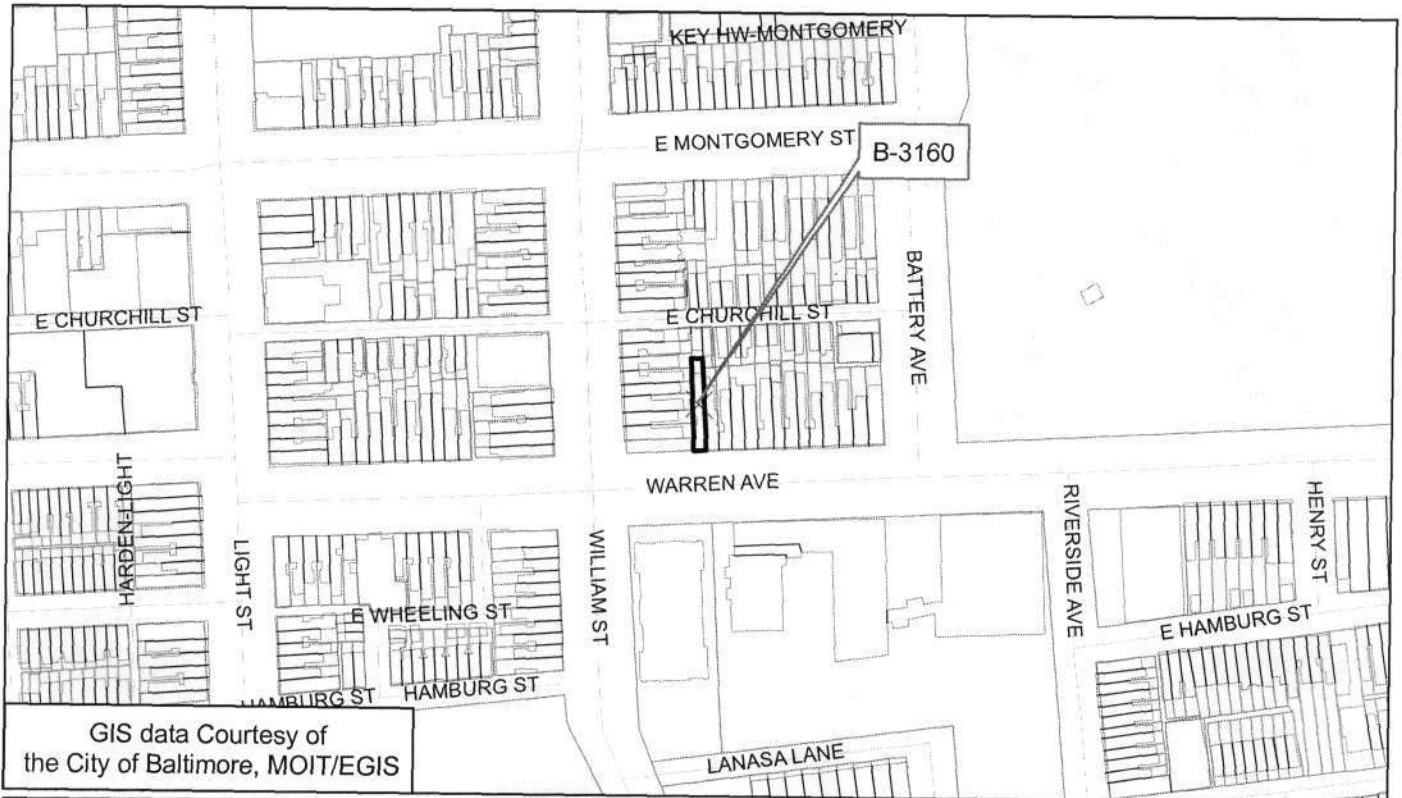 KEY HW-MONTGOMERY
E MONTGOMERY ST
B-3160
BATTERY AVE
E CHURCHILL ST
E CHURCHILL ST
WARREN AVE
HARDEN-LIGHT
LIGHT ST
WILLIAM ST
RIVERSIDE AVE
HENRY ST
E WHEELING ST
E HAMBURG ST
HAMBURG ST
HAMBURG ST
LANASA LANE
GIS data Courtesy of
the City of Baltimore, MOIT/EGIS